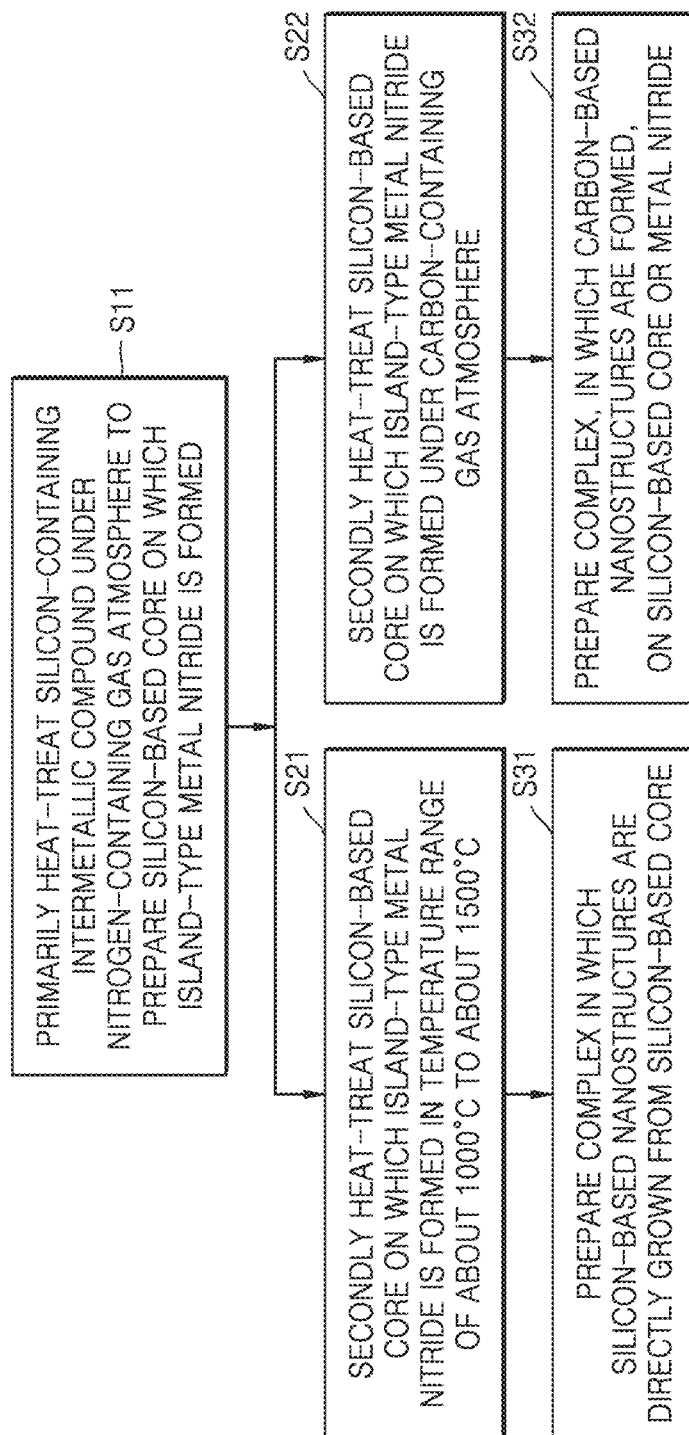 S11
PRIMARILY HEAT-TREAT SILICON-CONTAINING
INTERMETALLIC COMPOUND UNDER
NITROGEN-CONTAINING GAS ATMOSPHERE TO
PREPARE SILICON-BASED CORE ON WHICH
ISLAND-TYPE METAL NITRIDE IS FORMED
S21
SECONDLY HEAT-TREAT SILICON-BASED
CORE ON WHICH ISLAND-TYPE METAL
NITRIDE IS FORMED IN TEMPERATURE RANGE
OF ABOUT 1000°C TO ABOUT 1500°C
S22
SECONDLY HEAT-TREAT SILICON-BASED
CORE ON WHICH ISLAND-TYPE METAL NITRIDE
IS FORMED UNDER CARBON-CONTAINING
GAS ATMOSPHERE
S31
PREPARE COMPLEX IN WHICH
SILICON-BASED NANOSTRUCTURES ARE
DIRECTLY GROWN FROM SILICON-BASED CORE
S32
PREPARE COMPLEX, IN WHICH CARBON-BASED
NANOSTRUCTURES ARE FORMED,
ON SILICON-BASED CORE OR METAL NITRIDE